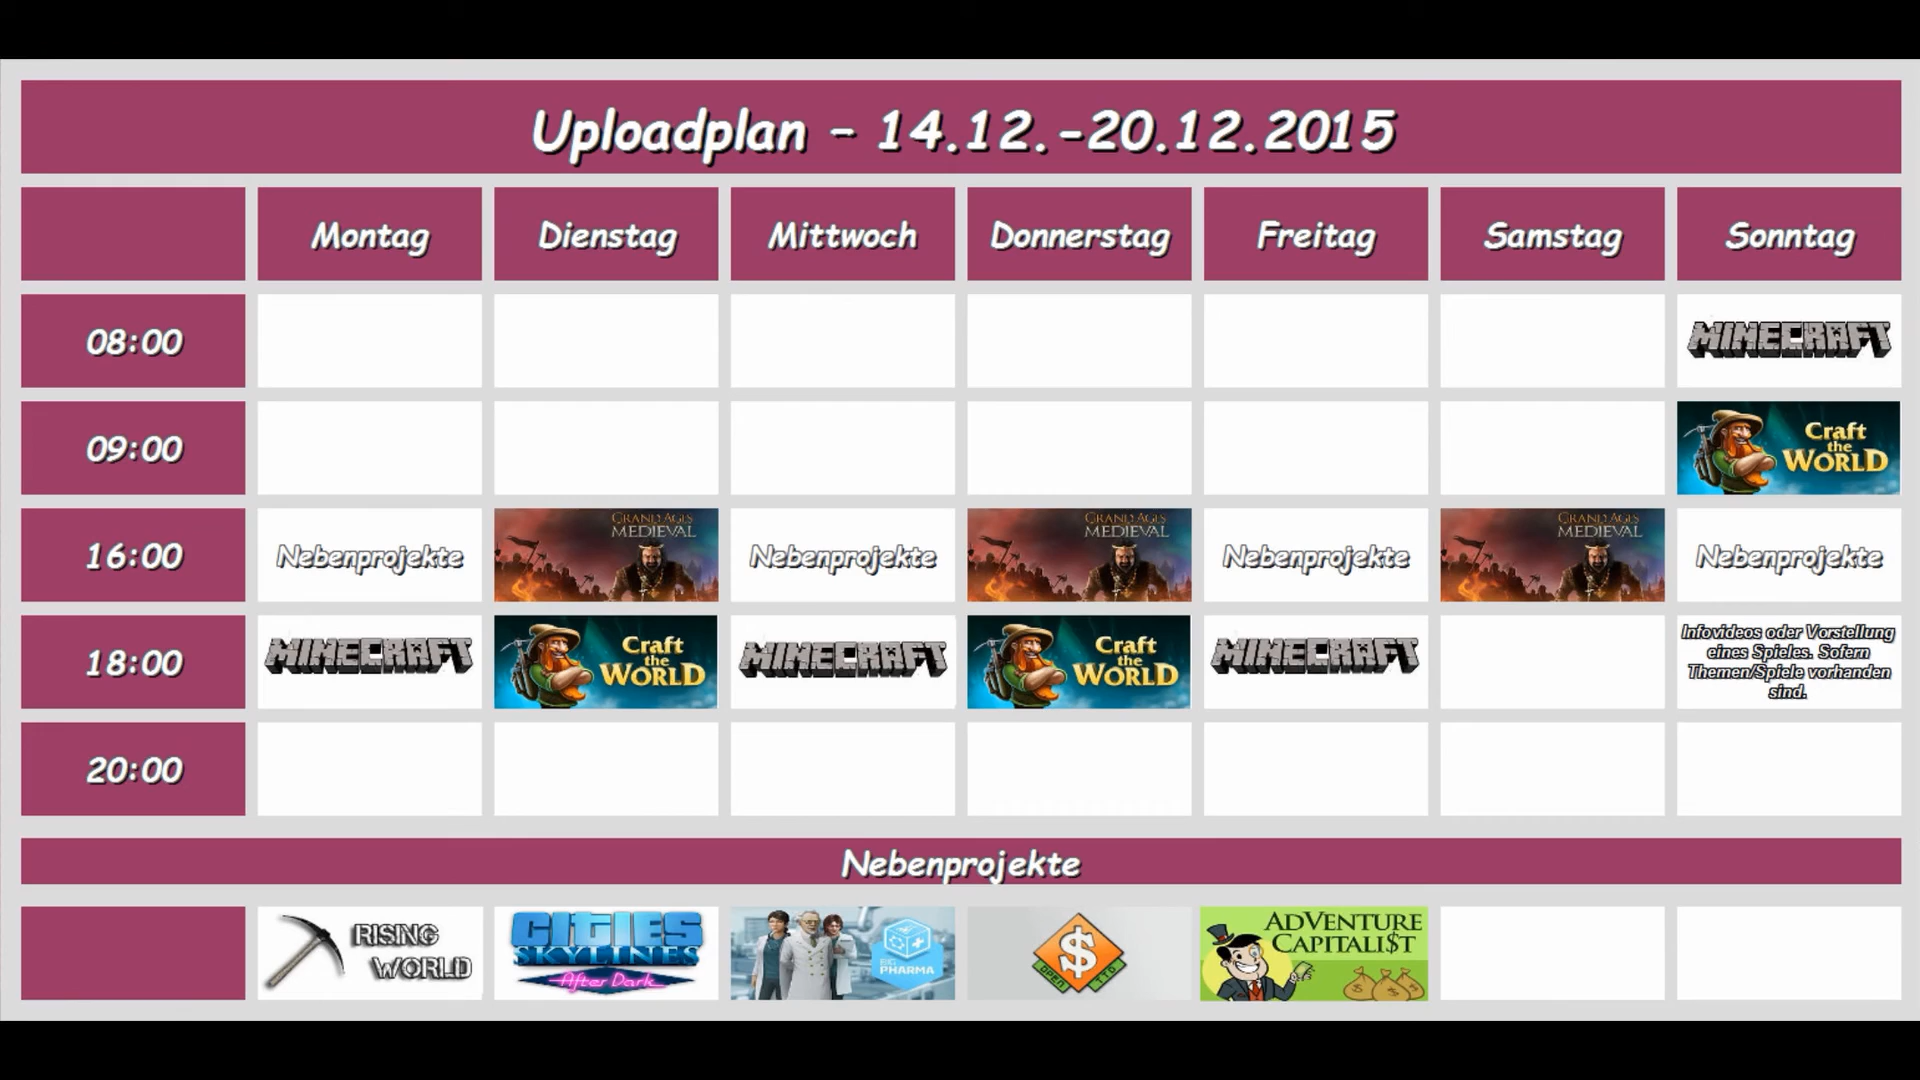 Uploadplan - 14.12.-20.12.2015
Montag Dienstag Mittwoch Donnerstag Freitag Samstag Sonntag
08:00 MINECRAFT
09:00 Craft the WORLD
16:00 Nebenprojekte GRAND AGES MEDIEVAL Nebenprojekte GRAND AGES MEDIEVAL Nebenprojekte GRAND AGES MEDIEVAL Nebenprojekte
18:00 MINECRAFT Craft the WORLD MINECRAFT Craft the WORLD MINECRAFT Infovideos oder Vorstellung
eines Spieles. Sofern
Themen/Spiele vorhanden
sind.
20:00
Nebenprojekte
RISING WORLD
CITIES SKYLINES After Dark
BIG PHARMA
$ OPEN TTD
ADVENTURE CAPITALI$T